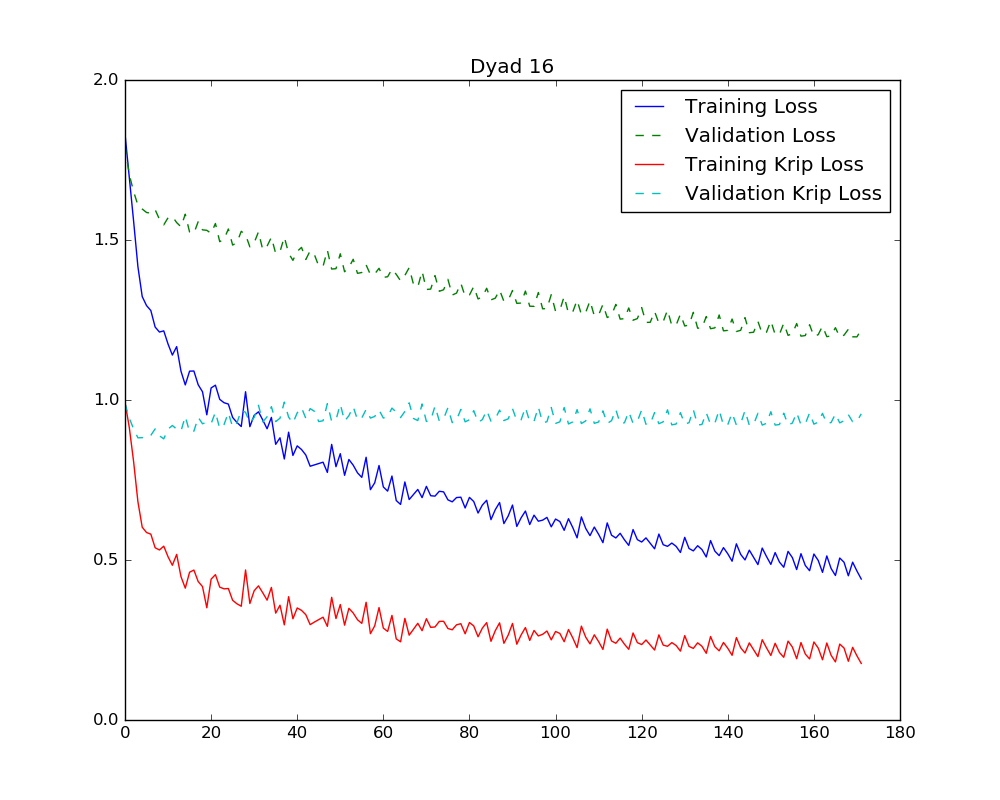 Dyad 16
2.0
1.5
1.0
0.5
0.0
Training Loss
Validation Loss
Training Krip Loss
Validation Krip Loss
0 20 40 60 80 100 120 140 160 180